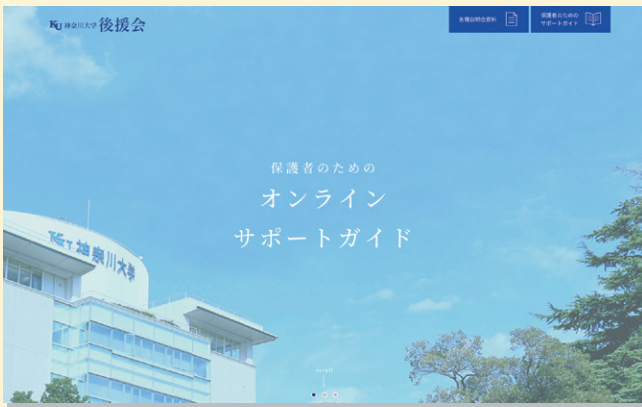 KU 神奈川大学 後援会
各種説明会資料
保護者のための
サポートガイド
保護者のための
オンライン
サポートガイド
神奈川大学
scroll